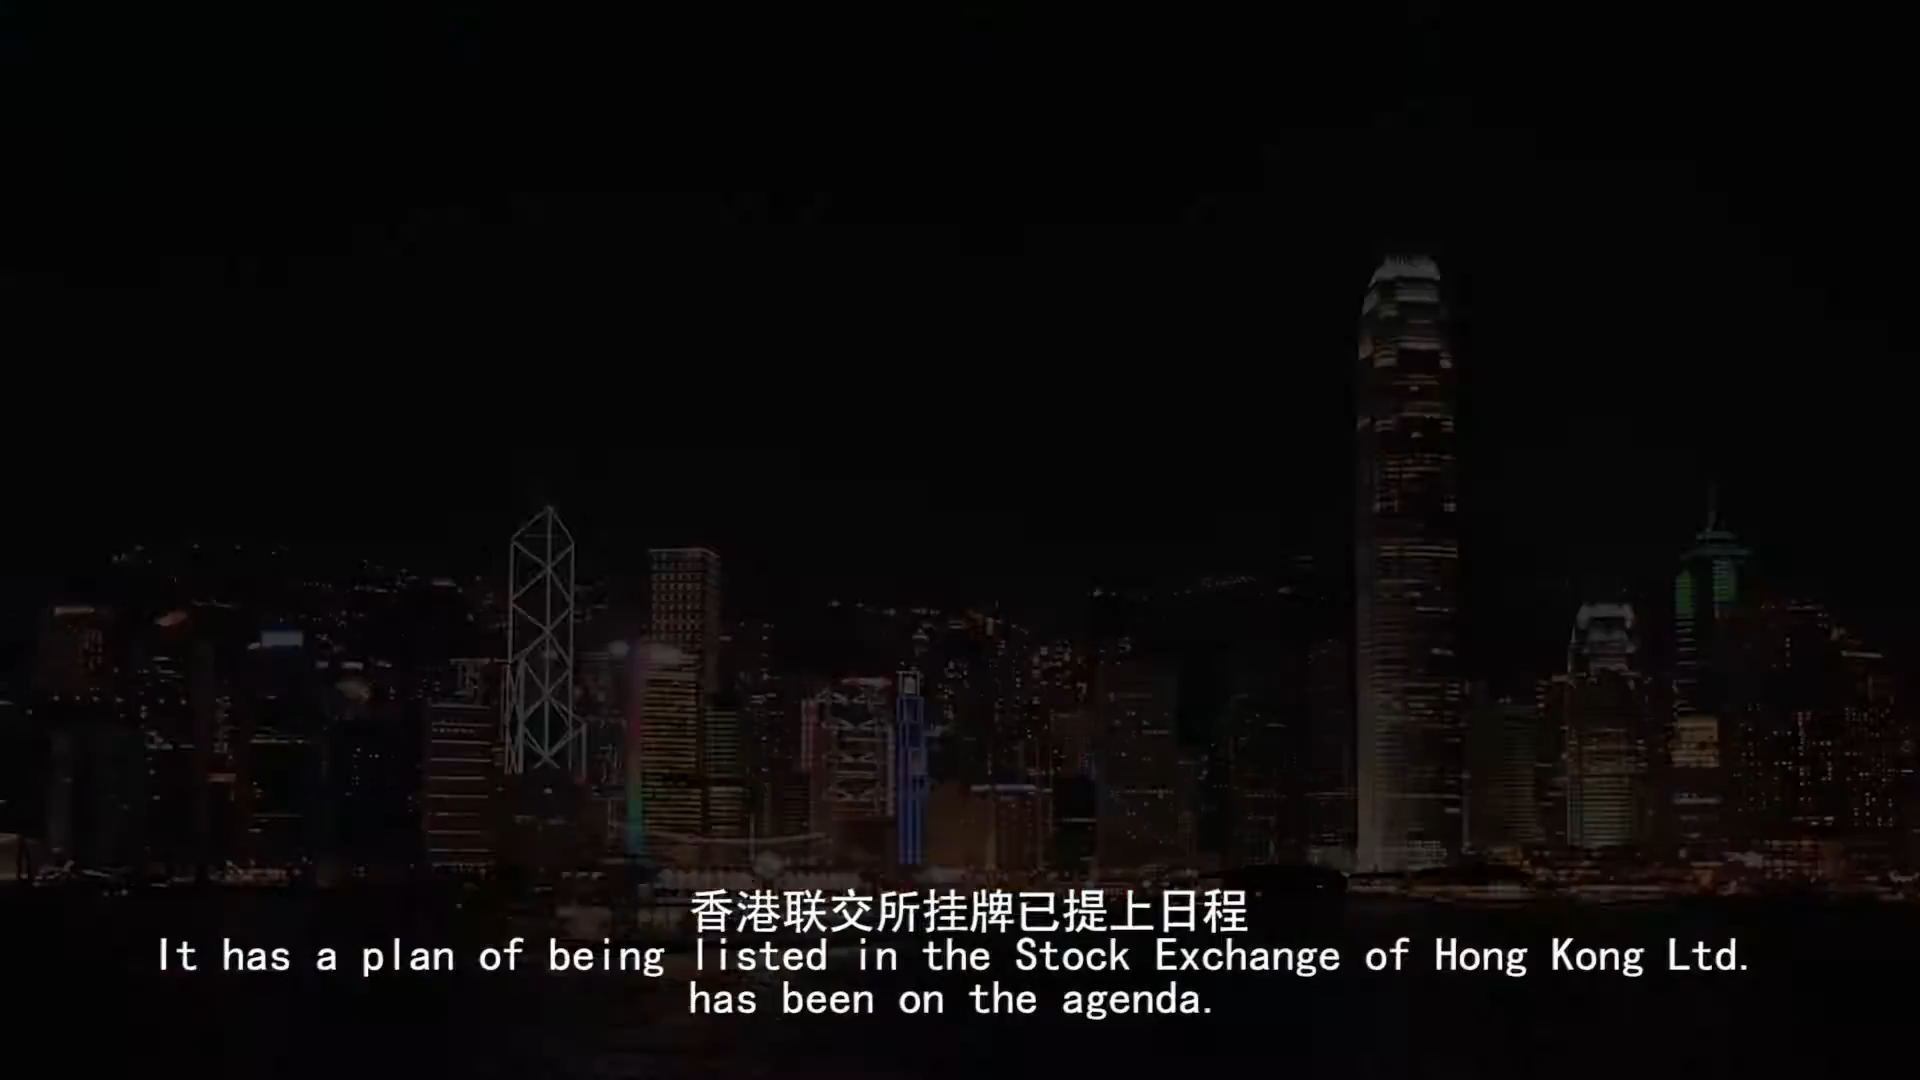 香港联交所挂牌已提上日程
It has a plan of being listed in the Stock Exchange of Hong Kong Ltd.
has been on the agenda.